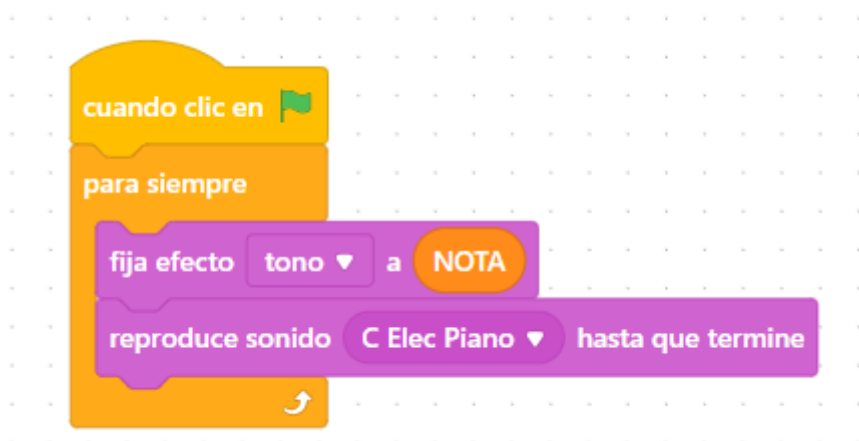 cuando clic en
para siempre
fija efecto tono a NOTA
reproduce sonido C Elec Piano hasta que termine